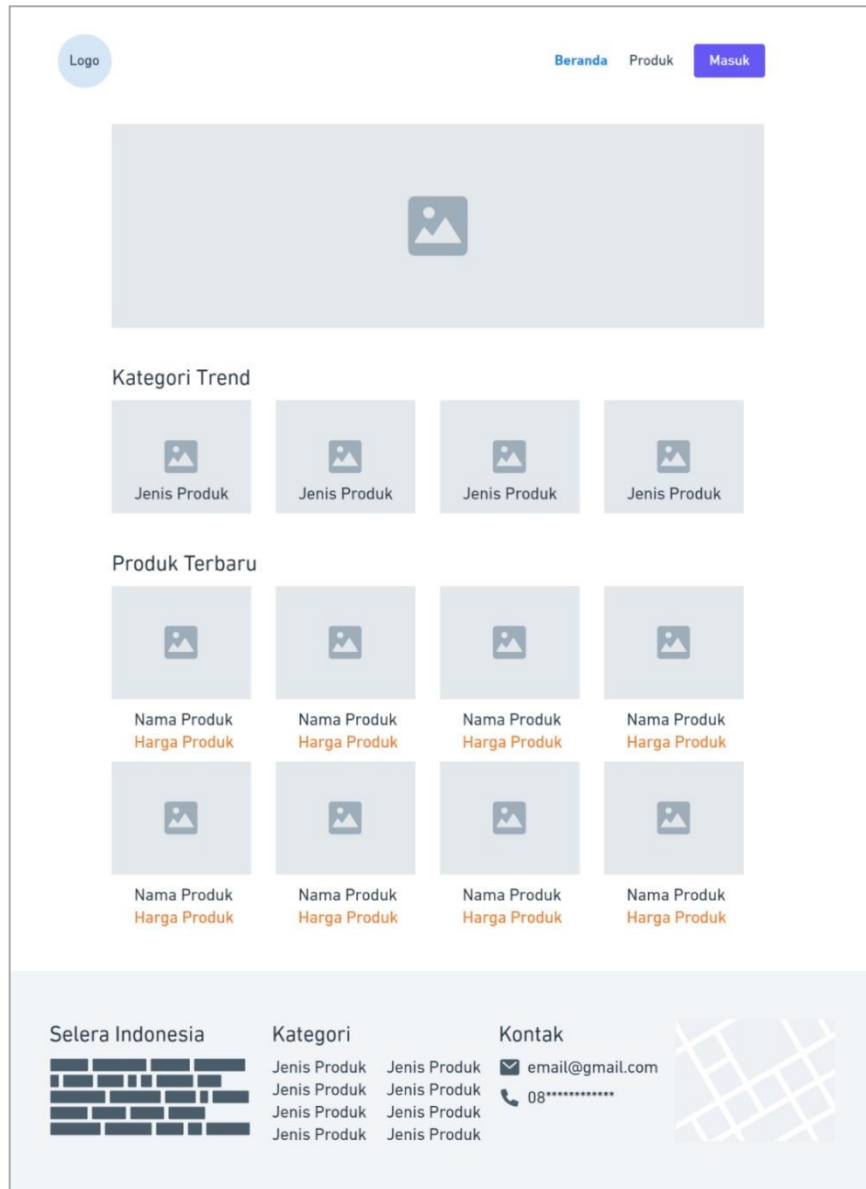 Logo
Beranda Produk Masuk
Kategori Trend
Jenis Produk Jenis Produk Jenis Produk Jenis Produk
Produk Terbaru
Nama Produk Nama Produk Nama Produk Nama Produk
Harga Produk Harga Produk Harga Produk Harga Produk
Nama Produk Nama Produk Nama Produk Nama Produk
Harga Produk Harga Produk Harga Produk Harga Produk
Selera Indonesia
Kategori
Jenis Produk Jenis Produk
Jenis Produk Jenis Produk
Jenis Produk Jenis Produk
Jenis Produk Jenis Produk
Kontak
email@gmail.com
08************